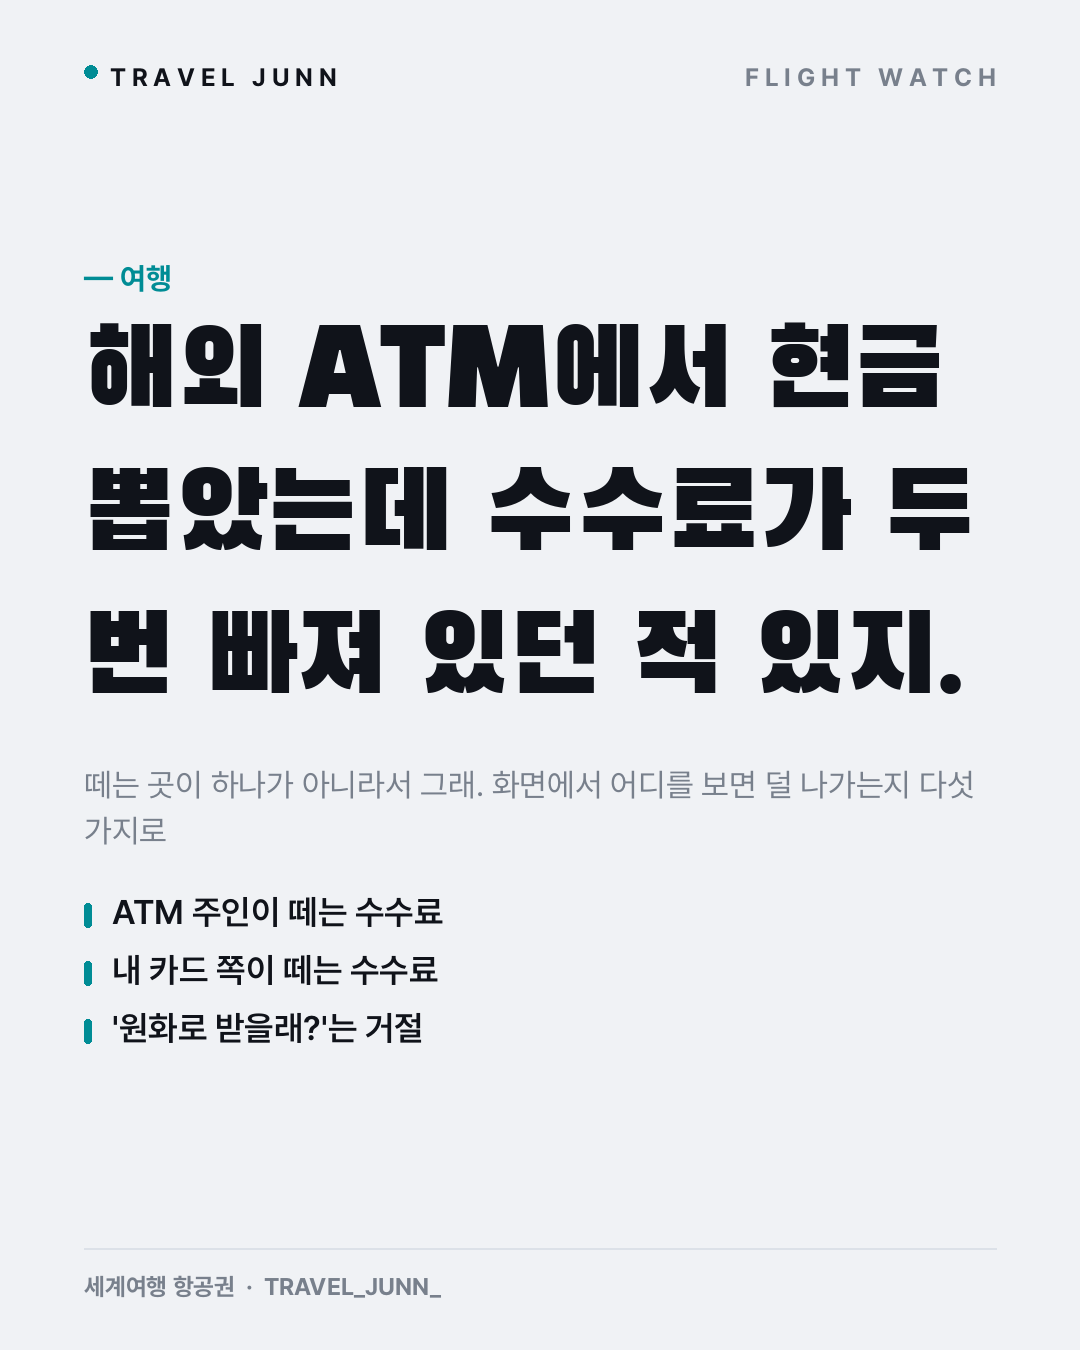 TRAVEL JUNN
FLIGHT WATCH
— 여행
해외 ATM에서 현금
뽑았는데 수수료가 두
번 빠져 있던 적 있지.
떼는 곳이 하나가 아니라서 그래. 화면에서 어디를 보면 덜 나가는지 다섯
가지로
ATM 주인이 떼는 수수료
내 카드 쪽이 떼는 수수료
'원화로 받을래?'는 거절
세계여행 항공권 · TRAVEL_JUNN_